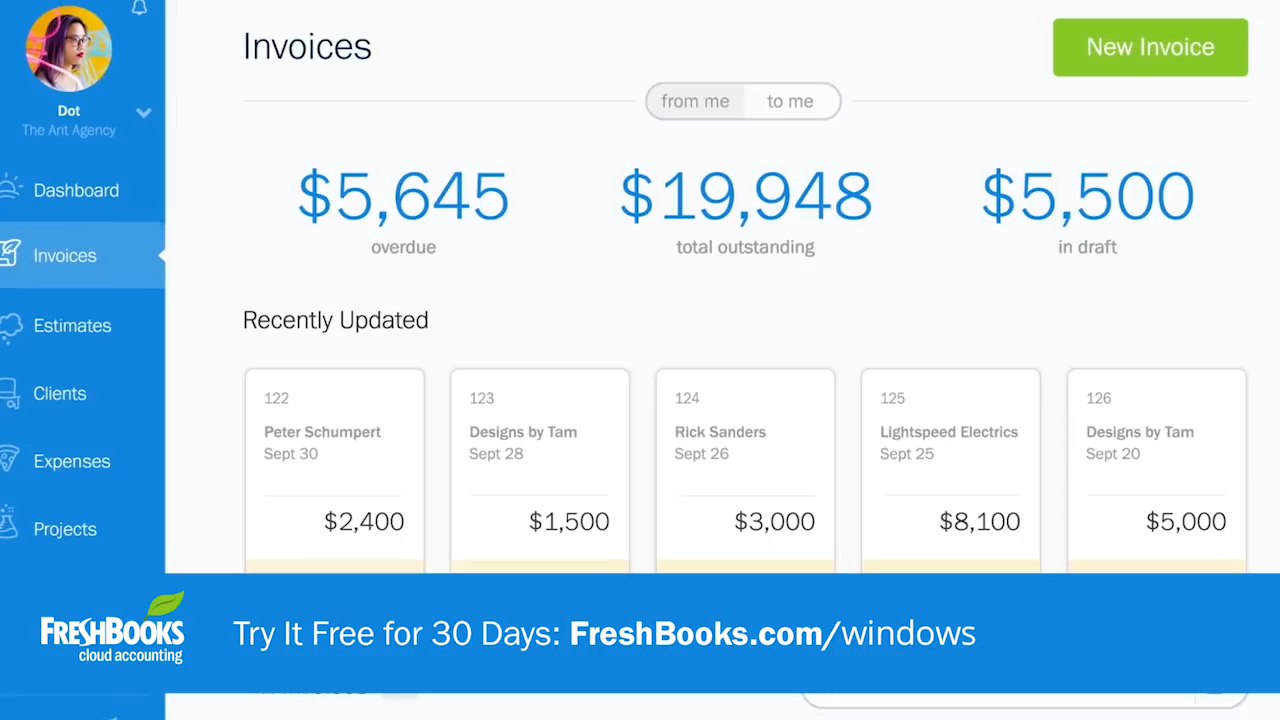 Dot
The Ant Agency
Dashboard
Invoices
Estimates
Clients
Expenses
Projects
Invoices
New Invoice
from me to me
$5,645 $19,948 $5,500
overdue total outstanding in draft
Recently Updated
122
Peter Schumpert
Sept 30
$2,400
123
Designs by Tam
Sept 28
$1,500
124
Rick Sanders
Sept 26
$3,000
125
Lightspeed Electrics
Sept 25
$8,100
126
Designs by Tam
Sept 20
$5,000
FRESHBOOKS
cloud accounting
Try It Free for 30 Days: FreshBooks.com/windows